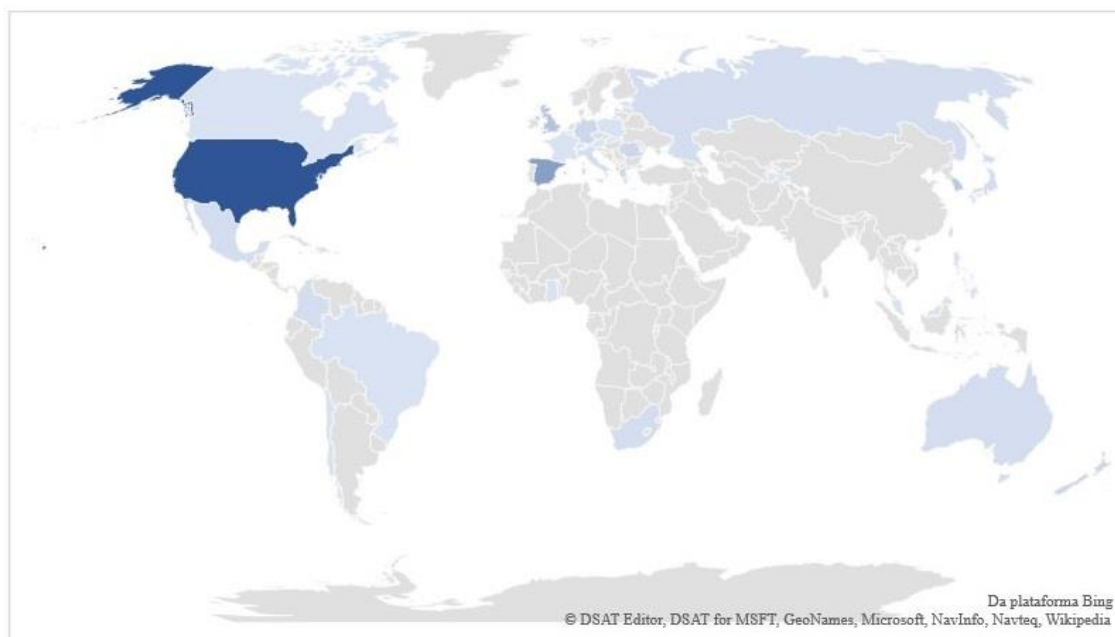 Da plataforma Bing
© DSAT Editor, DSAT for MSFT, GeoNames, Microsoft, NavInfo, Navteq, Wikipedia